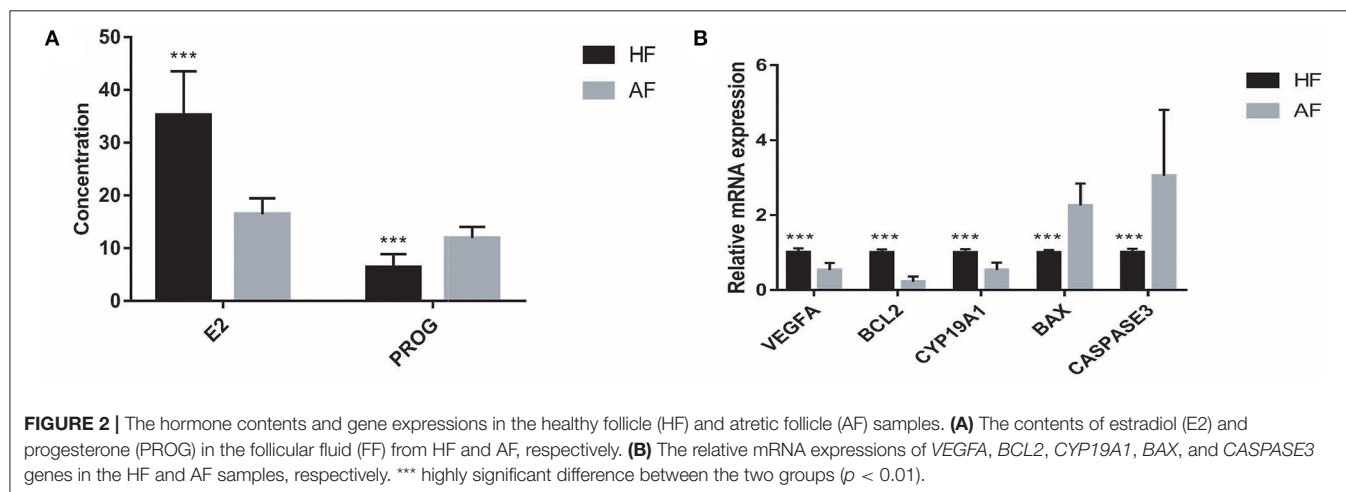 A
50
40
30
20
10
0
Concentration
***
***
HF
AF
E2
PROG
B
6
4
2
0
Relative mRNA expression
HF
AF
***
***
***
***
***
VEGFA
BCL2
CYP19A1
BAX
CASPASE3
FIGURE 2 | The hormone contents and gene expressions in the healthy follicle (HF) and atretic follicle (AF) samples. (A) The contents of estradiol (E2) and
progesterone (PROG) in the follicular fluid (FF) from HF and AF, respectively. (B) The relative mRNA expressions of VEGFA, BCL2, CYP19A1, BAX, and CASPASE3
genes in the HF and AF samples, respectively. *** highly significant difference between the two groups (p < 0.01).